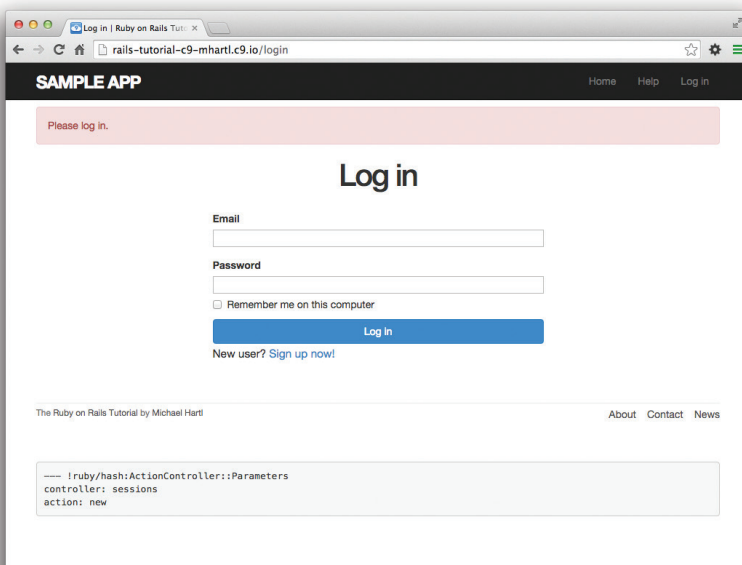 Log in | Ruby on Rails Tut
rails-tutorial-c9-mhartl.c9.io/login
SAMPLE APP
Home Help Log in
Please log in.
Log in
Email
Password
Remember me on this computer
Log in
New user? Sign up now!
The Ruby on Rails Tutorial by Michael Hartl
About Contact News
--- !ruby/hash:ActionController::Parameters
controller: sessions
action: new